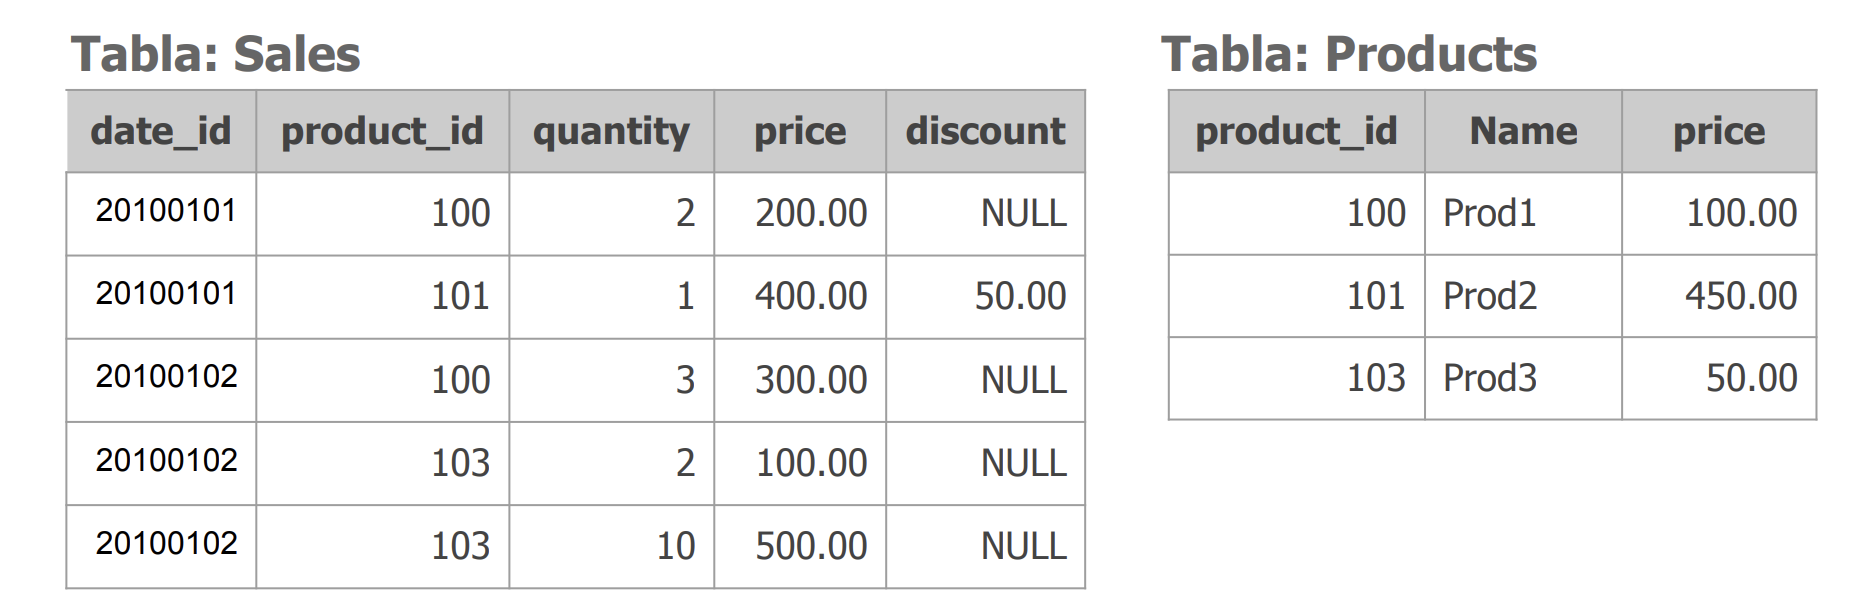 Tabla: Sales
date_id product_id quantity price discount
20100101 100 2 200.00 NULL
20100101 101 1 400.00 50.00
20100102 100 3 300.00 NULL
20100102 103 2 100.00 NULL
20100102 103 10 500.00 NULL
Tabla: Products
product_id Name price
100 Prod1 100.00
101 Prod2 450.00
103 Prod3 50.00